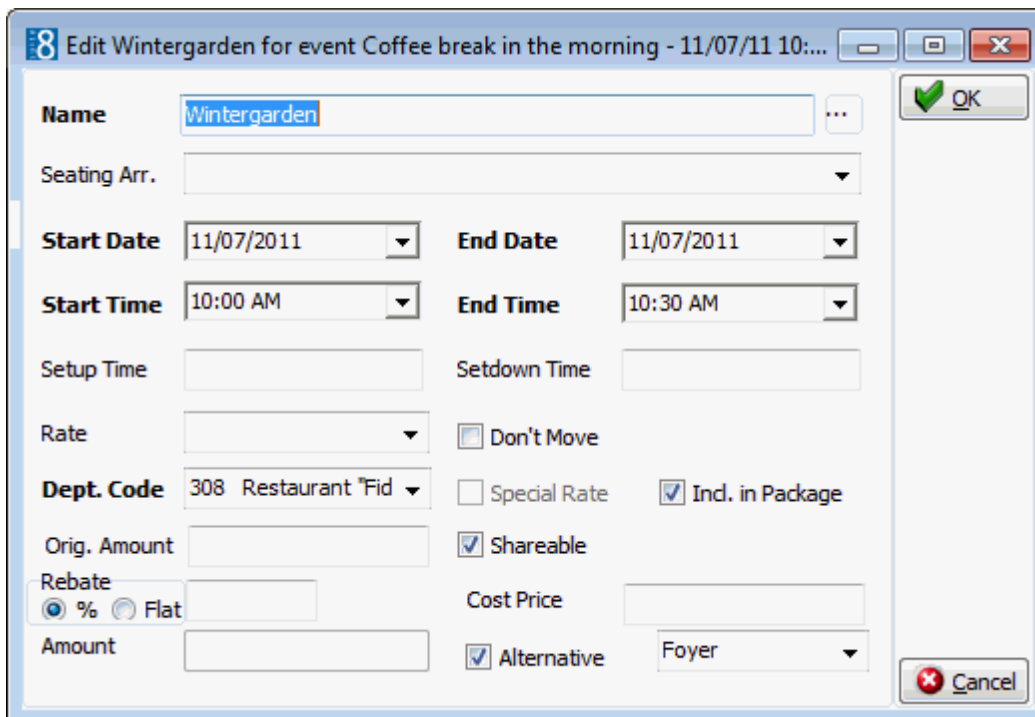 8 Edit Wintergarden for event Coffee break in the morning - 11/07/11 10:...
OK
Name Wintergarden ...
Seating Arr.
Start Date 11/07/2011 End Date 11/07/2011
Start Time 10:00 AM End Time 10:30 AM
Setup Time Setdown Time
Rate Don't Move
Dept. Code 308 Restaurant "Fid Special Rate Incl. in Package
Orig. Amount Shareable
Rebate
% Flat Cost Price
Amount Alternative Foyer
Cancel